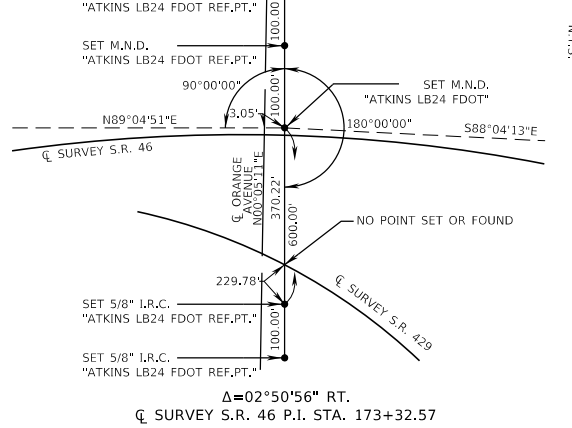 "ATKINS LB24 FDOT REF.PT."
100.00
SET M.N.D.
"ATKINS LB24 FDOT REF.PT."
90°00'00"
100.00'
SET M.N.D.
"ATKINS LB24 FDOT"
3.05'
N89°04'51"E
180°00'00"
S88°04'13"E
℄ SURVEY S.R. 46
℄ ORANGE
AVENUE
N00°05'11"E
370.22'
600.00'
NO POINT SET OR FOUND
229.78'
℄ SURVEY S.R. 429
SET 5/8" I.R.C.
"ATKINS LB24 FDOT REF.PT."
100.00'
SET 5/8" I.R.C.
"ATKINS LB24 FDOT REF.PT."
Δ=02°50'56" RT.
℄ SURVEY S.R. 46 P.I. STA. 173+32.57